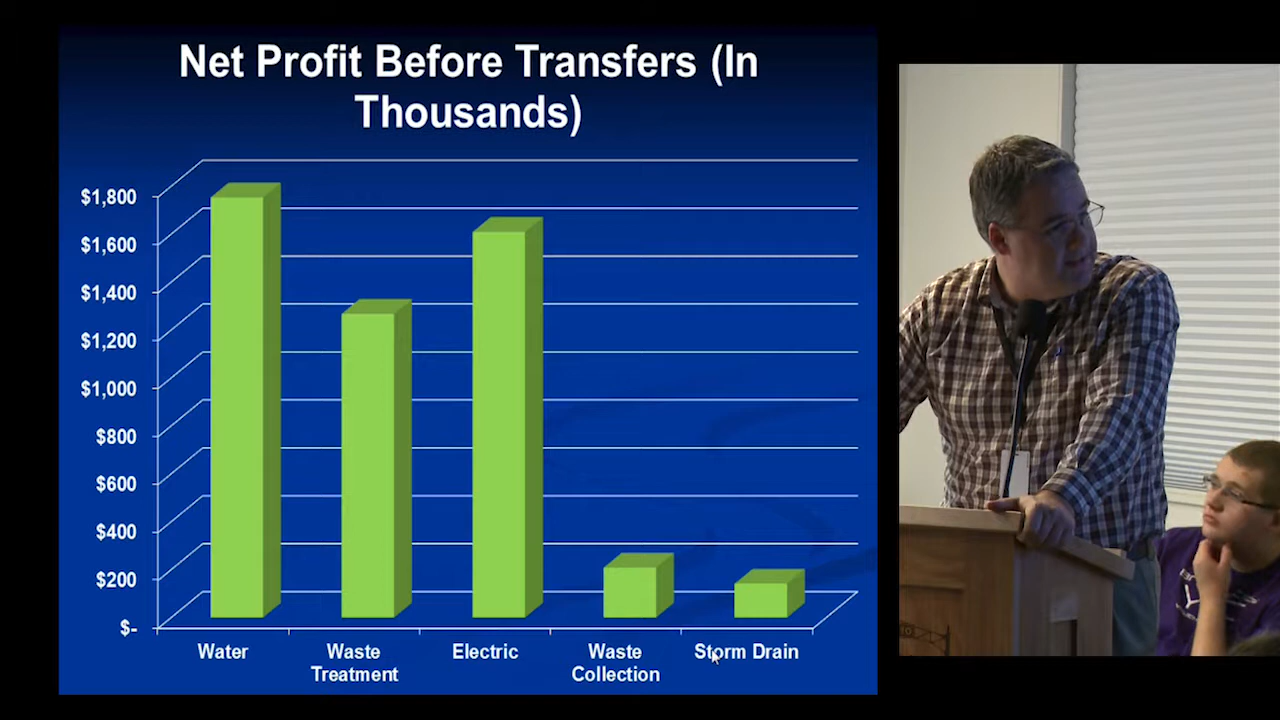 Net Profit Before Transfers (In
Thousands)
$1,800
$1,600
$1,400
$1,200
$1,000
$800
$600
$400
$200
$-
Water
Waste
Treatment
Electric
Waste
Collection
Storm Drain